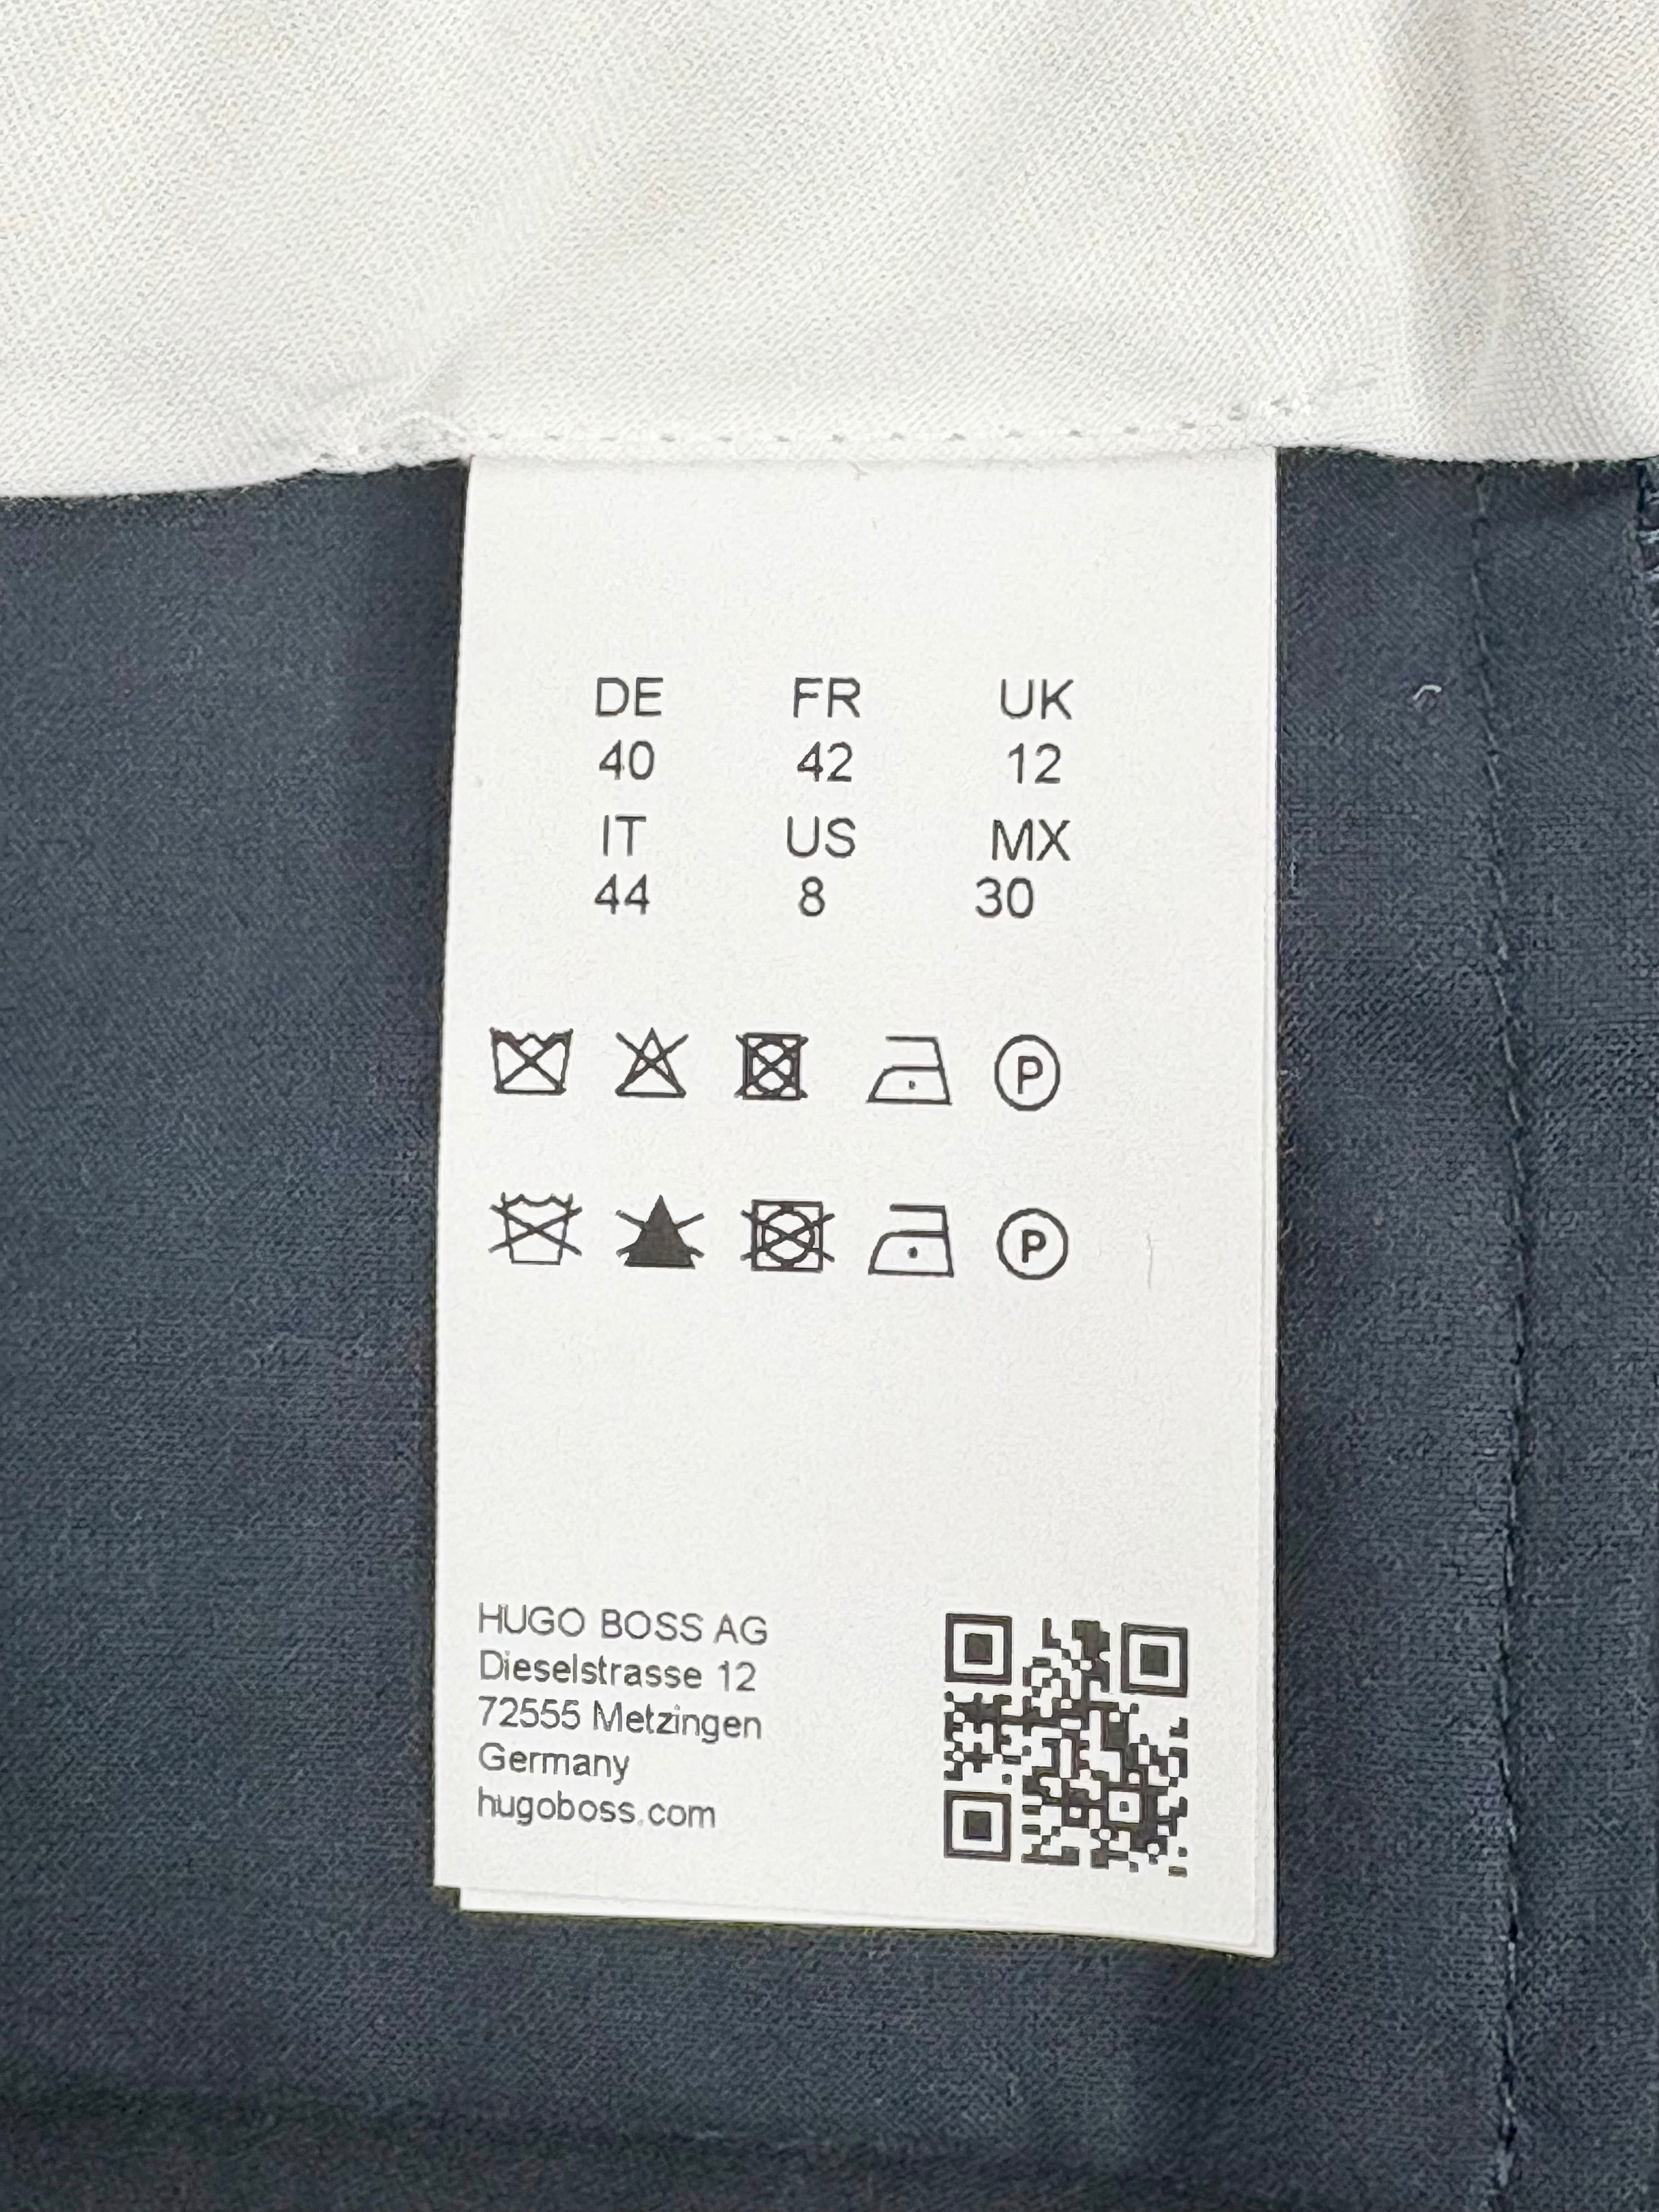 DE FR UK
40 42 12
IT US MX
44 8 30
P
P
HUGO BOSS AG
Dieselstrasse 12
72555 Metzingen
Germany
hugoboss.com